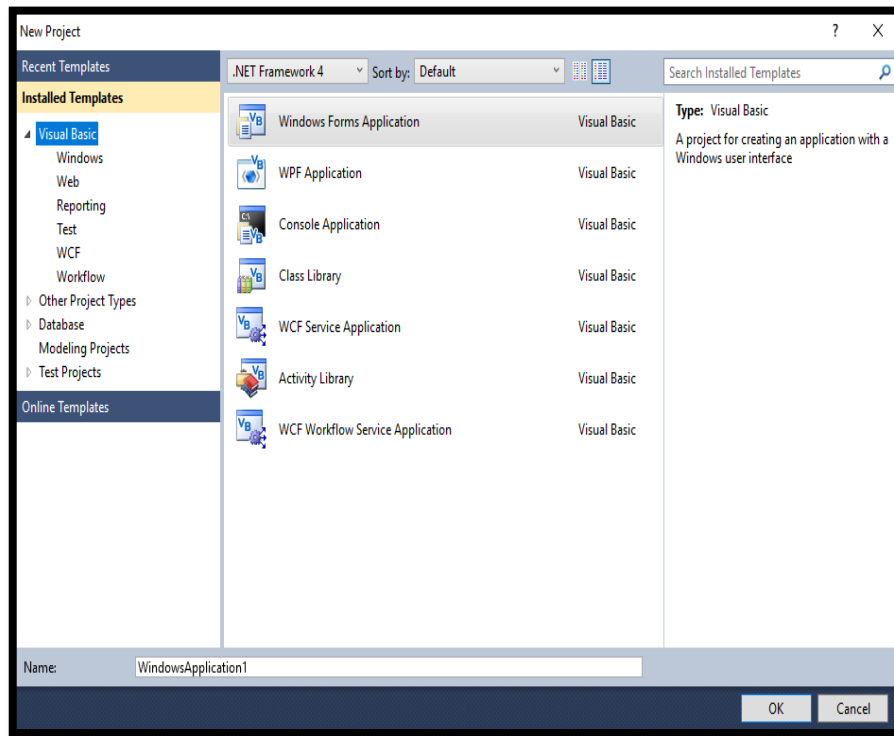 New Project
? X
Recent Templates
Installed Templates
Visual Basic
Windows
Web
Reporting
Test
WCF
Workflow
Other Project Types
Database
Modeling Projects
Test Projects
Online Templates
.NET Framework 4 Sort by: Default
Windows Forms Application Visual Basic
WPF Application Visual Basic
Console Application Visual Basic
Class Library Visual Basic
WCF Service Application Visual Basic
Activity Library Visual Basic
WCF Workflow Service Application Visual Basic
Search Installed Templates
Type: Visual Basic
A project for creating an application with a
Windows user interface
Name: WindowsApplication1
OK Cancel